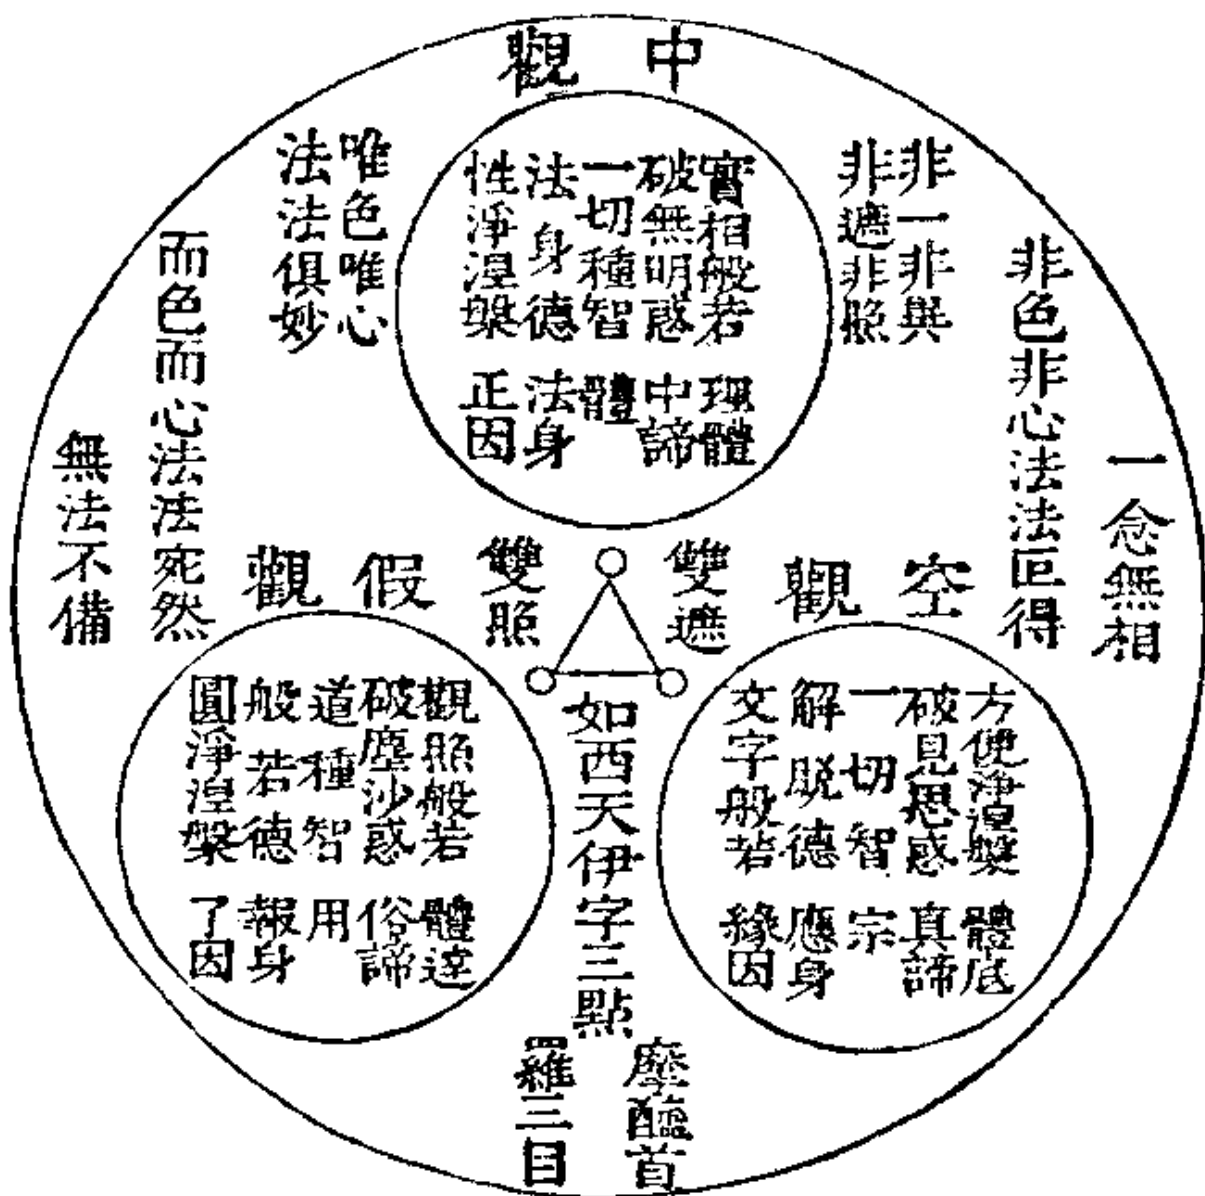 中觀
非一非異
非遮非照
唯色唯心
法法俱妙
實相般若 理體
破無明惑 中諦
一切種智 體
法身德 法身
性淨涅槃 正因
一念無相
非色非心法法叵得
而色而心法法宛然
無法不備
雙遮
雙照
空觀
方便淨涅槃 體底
破見思惑 真諦
一切智 宗
解脫德 應身
文字般若 緣因
假觀
觀照般若 體達
破塵沙惑 俗諦
道種智 用
般若德 報身
圓淨涅槃 了因
如西天伊字三點
摩醯首
羅三目